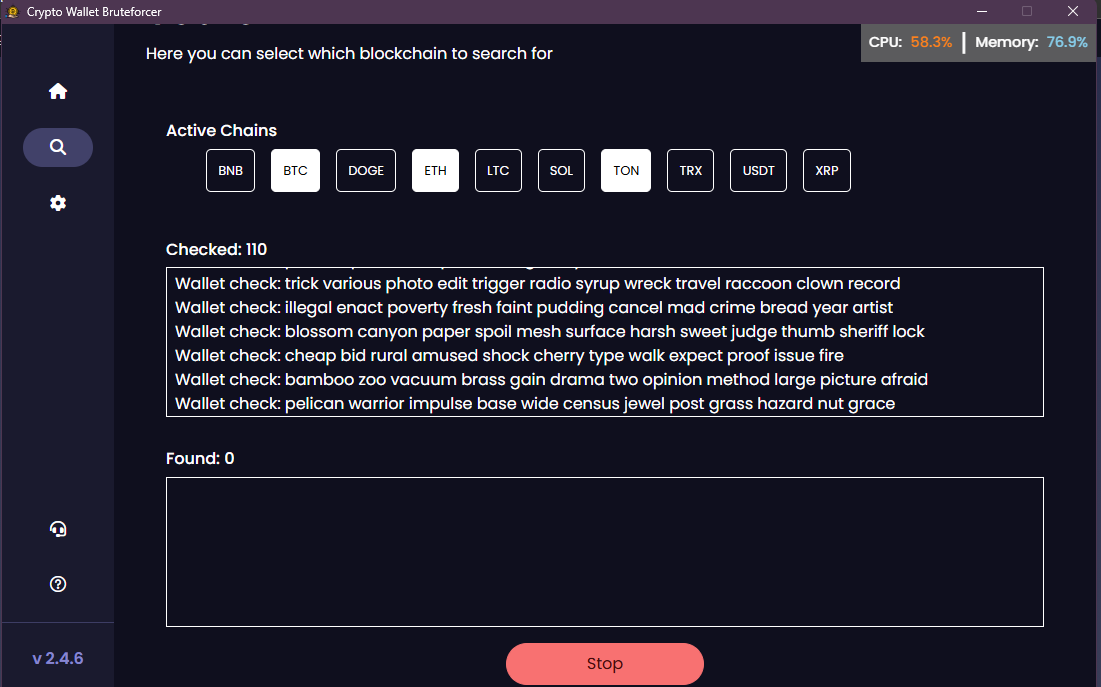 Crypto Wallet Bruteforcer
CPU: 58.3% | Memory: 76.9%
Here you can select which blockchain to search for
Active Chains
BNB BTC DOGE ETH LTC SOL TON TRX USDT XRP
Checked: 110
Wallet check: trick various photo edit trigger radio syrup wreck travel raccoon clown record
Wallet check: illegal enact poverty fresh faint pudding cancel mad crime bread year artist
Wallet check: blossom canyon paper spoil mesh surface harsh sweet judge thumb sheriff lock
Wallet check: cheap bid rural amused shock cherry type walk expect proof issue fire
Wallet check: bamboo zoo vacuum brass gain drama two opinion method large picture afraid
Wallet check: pelican warrior impulse base wide census jewel post grass hazard nut grace
Found: 0
Stop
v 2.4.6